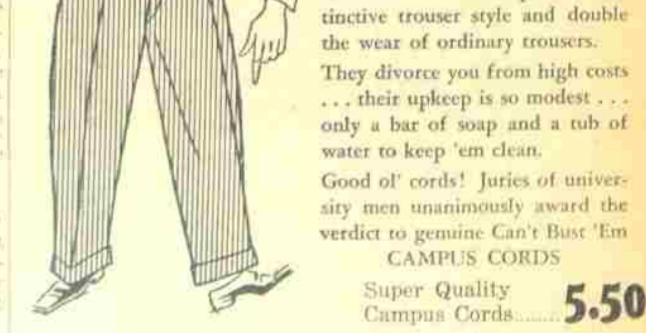 tinctive trouser style and double
the wear of ordinary trousers.
They divorce you from high costs
... their upkeep is so modest ...
only a bar of soap and a tub of
water to keep 'em clean.
Good ol' cords! Juries of univer-
sity men unanimously award the
verdict to genuine Can't Bust 'Em
CAMPUS CORDS
Super Quality
Campus Cords....... 5.50